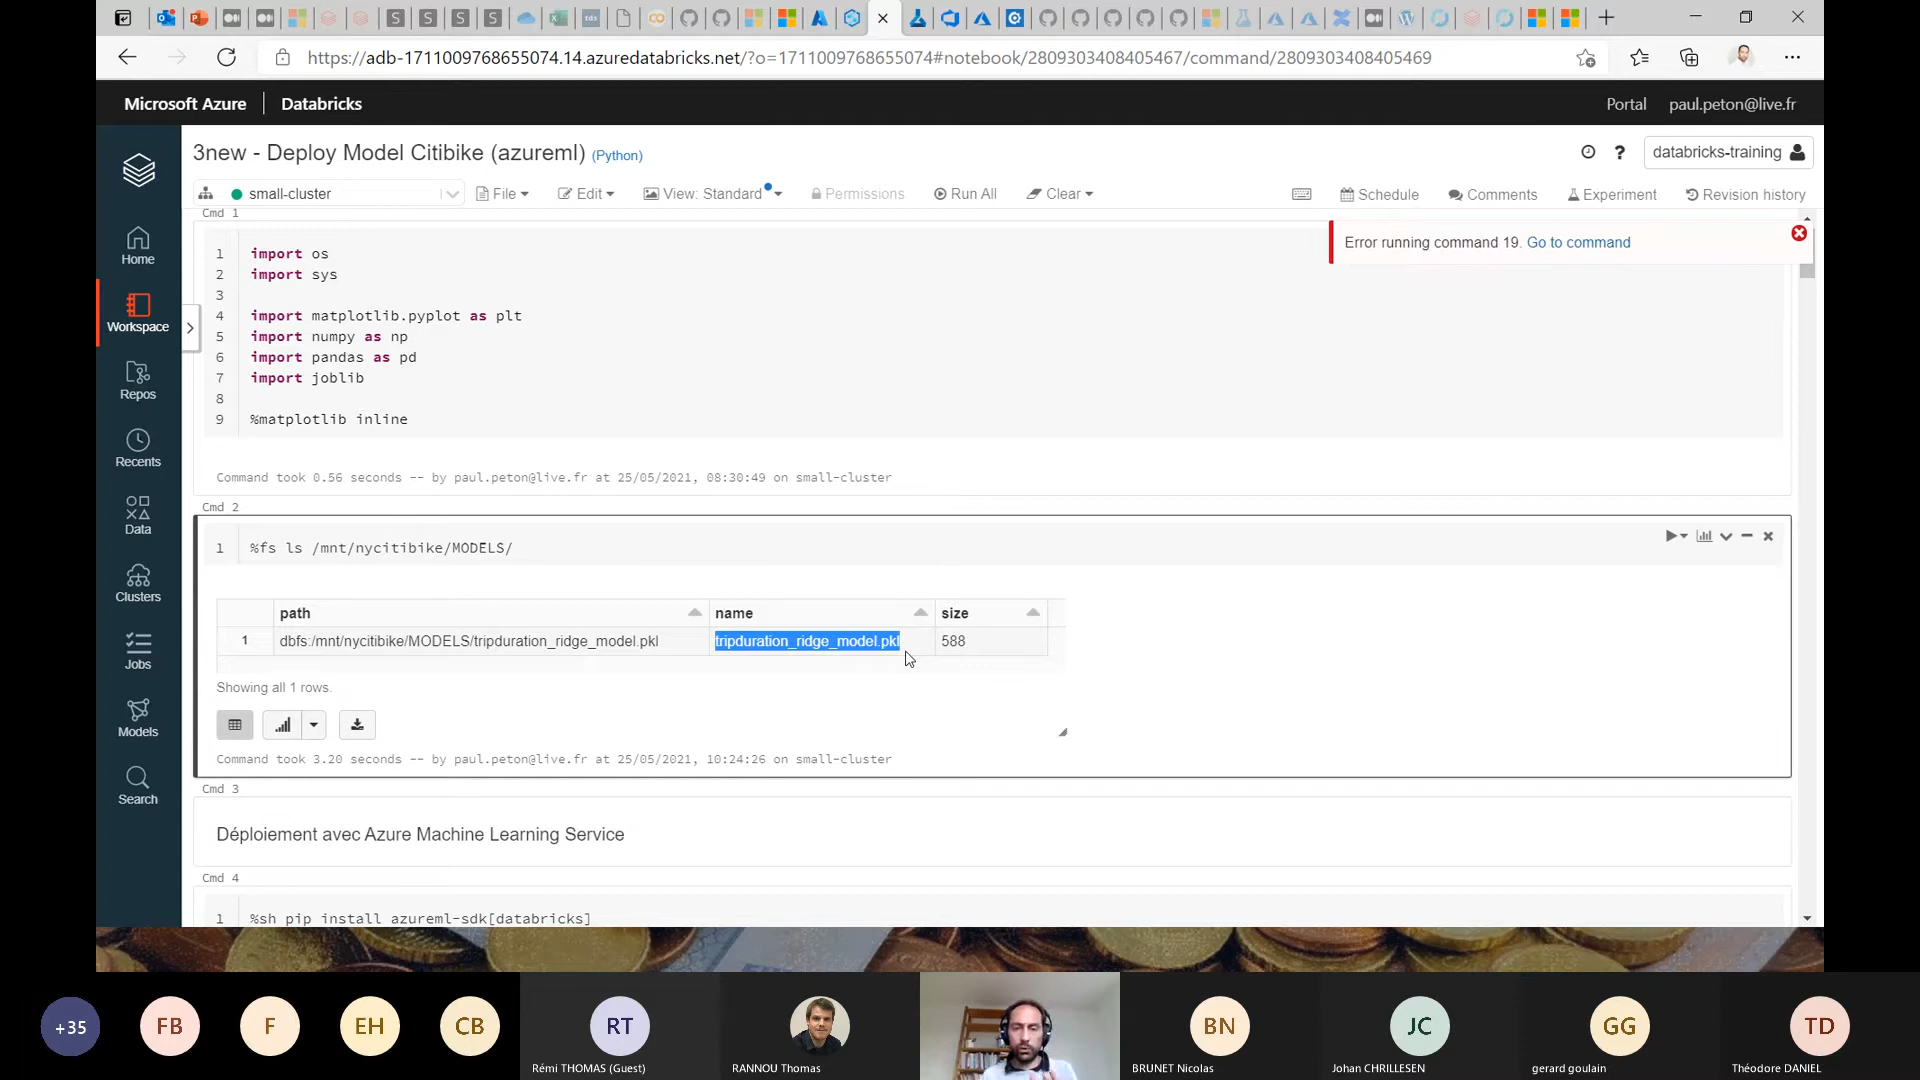 https://adb-1711009768655074.14.azuredatabricks.net/?o=1711009768655074#notebook/2809303408405467/command/2809303408405469
Microsoft Azure Databricks Portal paul.peton@live.fr
3new - Deploy Model Citibike (azureml) (Python) databricks-training
small-cluster File Edit View: Standard Permissions Run All Clear Schedule Comments Experiment Revision history
Home
Workspace
Repos
Recents
Data
Clusters
Jobs
Models
Search
Cmd 1
Error running command 19. Go to command
1 import os
2 import sys
3
4 import matplotlib.pyplot as plt
5 import numpy as np
6 import pandas as pd
7 import joblib
8
9 %matplotlib inline
Command took 0.56 seconds -- by paul.peton@live.fr at 25/05/2021, 08:30:49 on small-cluster
Cmd 2
1 %fs ls /mnt/nycitibike/MODELS/
path name size
1 dbfs:/mnt/nycitibike/MODELS/tripduration_ridge_model.pkl tripduration_ridge_model.pkl 588
Showing all 1 rows.
Command took 3.20 seconds -- by paul.peton@live.fr at 25/05/2021, 10:24:26 on small-cluster
Cmd 3
Déploiement avec Azure Machine Learning Service
Cmd 4
1 %sh pip install azureml-sdk[databricks]
+35 FB F EH CB RT BN JC GG TD
Rémi THOMAS (Guest) RANNOU Thomas BRUNET Nicolas Johan CHRILLESEN gerard goulain Théodore DANIEL